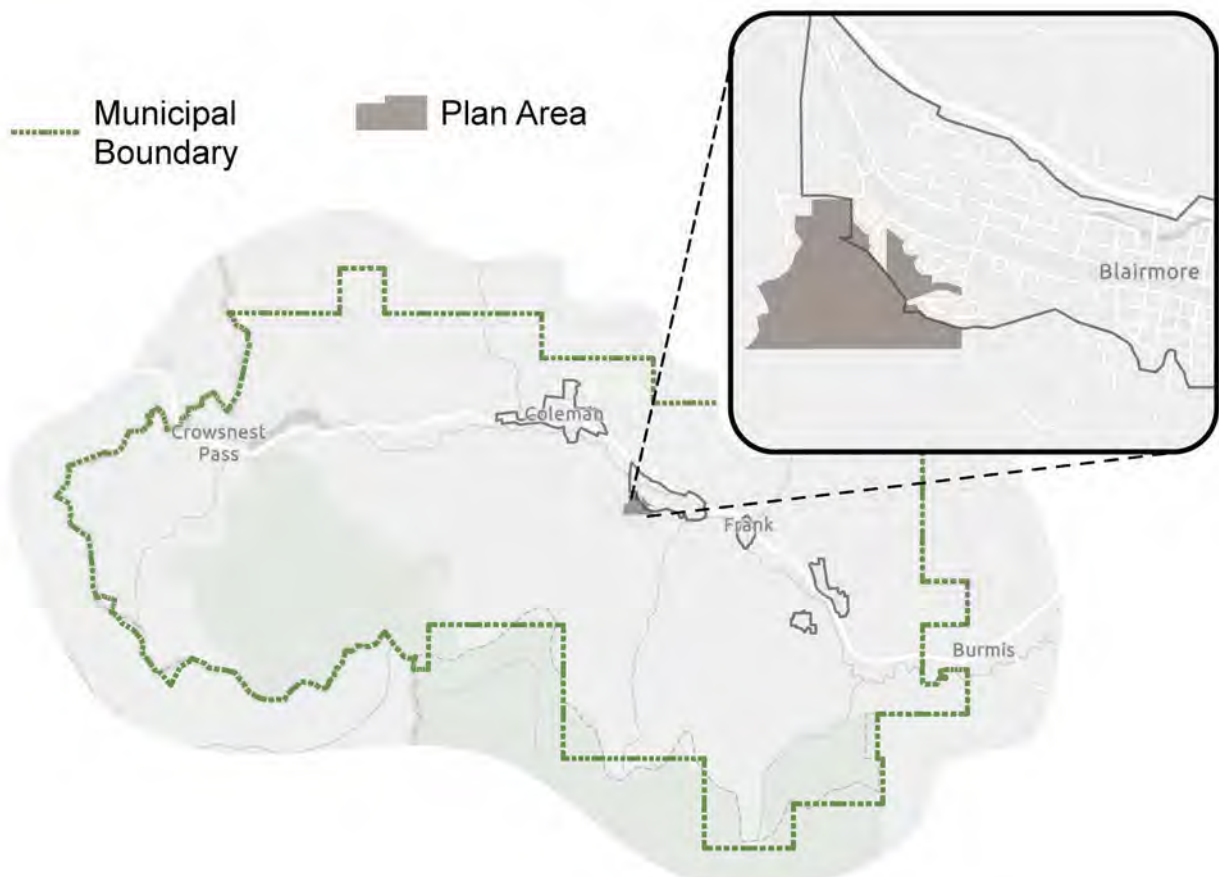 Municipal
Boundary
Plan Area
Blairmore
Coleman
Crowsnest
Pass
Frank
Burmis